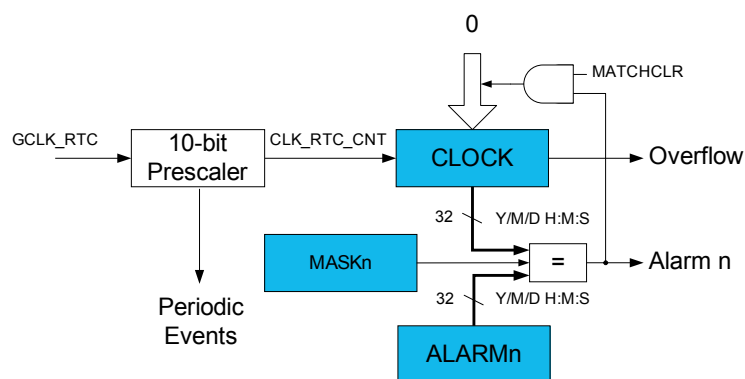 0
MATCHCLR
GCLK_RTC
10-bit
Prescaler
CLK_RTC_CNT
CLOCK
Overflow
32
Y/M/D H:M:S
MASKn
=
Alarm n
32
Y/M/D H:M:S
Periodic
Events
ALARMn